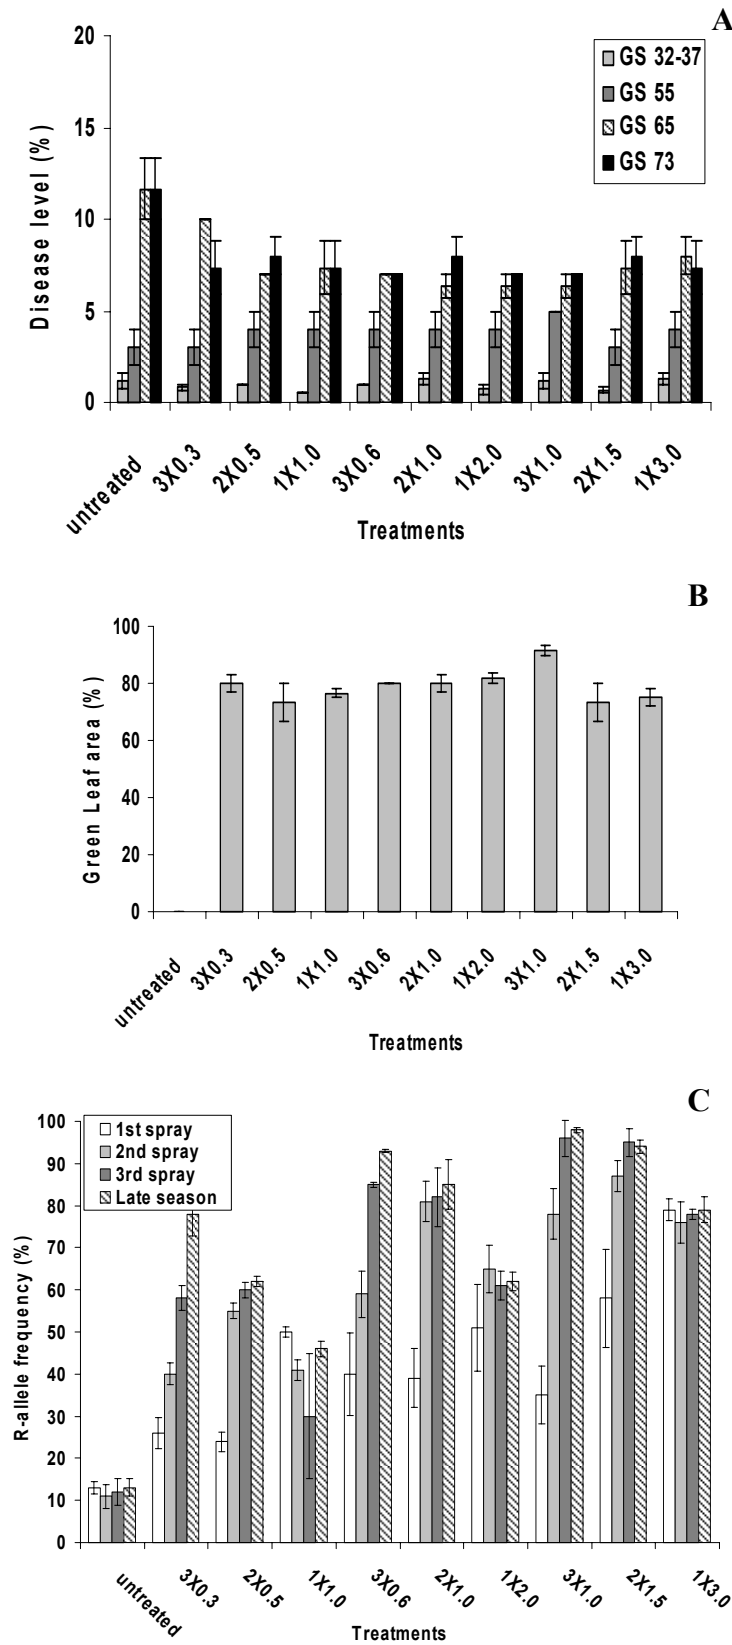 A
20
15
10
5
0
Disease level (%)
GS 32-37
GS 55
GS 65
GS 73
untreated
3X0.3
2X0.5
1X1.0
3X0.6
2X1.0
1X2.0
3X1.0
2X1.5
1X3.0
Treatments
B
100
80
60
40
20
0
Green Leaf area (%)
untreated
3X0.3
2X0.5
1X1.0
3X0.6
2X1.0
1X2.0
3X1.0
2X1.5
1X3.0
Treatments
C
100
90
80
70
60
50
40
30
20
10
0
R-allele frequency (%)
1st spray
2nd spray
3rd spray
Late season
untreated
3X0.3
2X0.5
1X1.0
3X0.6
2X1.0
1X2.0
3X1.0
2X1.5
1X3.0
Treatments